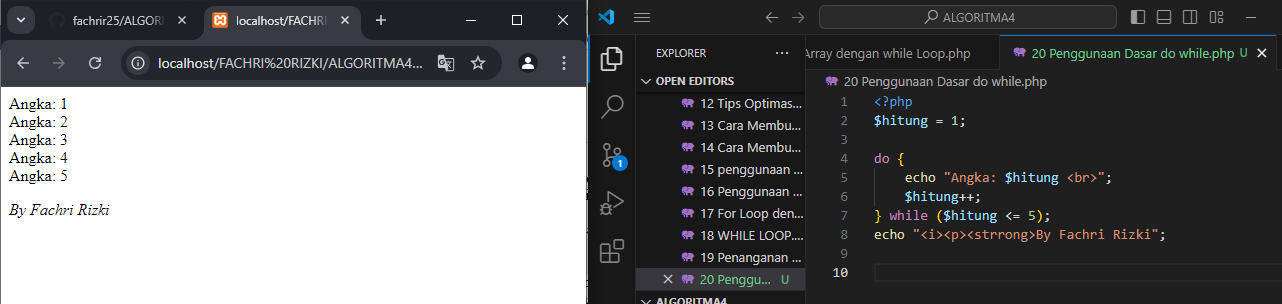 fachrir25/ALGORI
localhost/FACHRI
localhost/FACHRI%20RIZKI/ALGORITMA4...
Angka: 1
Angka: 2
Angka: 3
Angka: 4
Angka: 5
By Fachri Rizki
ALGORITMA4
EXPLORER
OPEN EDITORS
12 Tips Optimas...
13 Cara Membu...
14 Cara Membu...
15 penggunaan ...
16 Penggunaan ...
17 For Loop den...
18 WHILE LOOP....
19 Penanganan ...
20 Penggu... U
ALGORITMA4
1
Array dengan while Loop.php
20 Penggunaan Dasar do while.php U
20 Penggunaan Dasar do while.php
1 <?php
2 $hitung = 1;
3
4 do {
5 echo "Angka: $hitung <br>";
6 $hitung++;
7 } while ($hitung <= 5);
8 echo "<i><p><strrong>By Fachri Rizki";
9
10